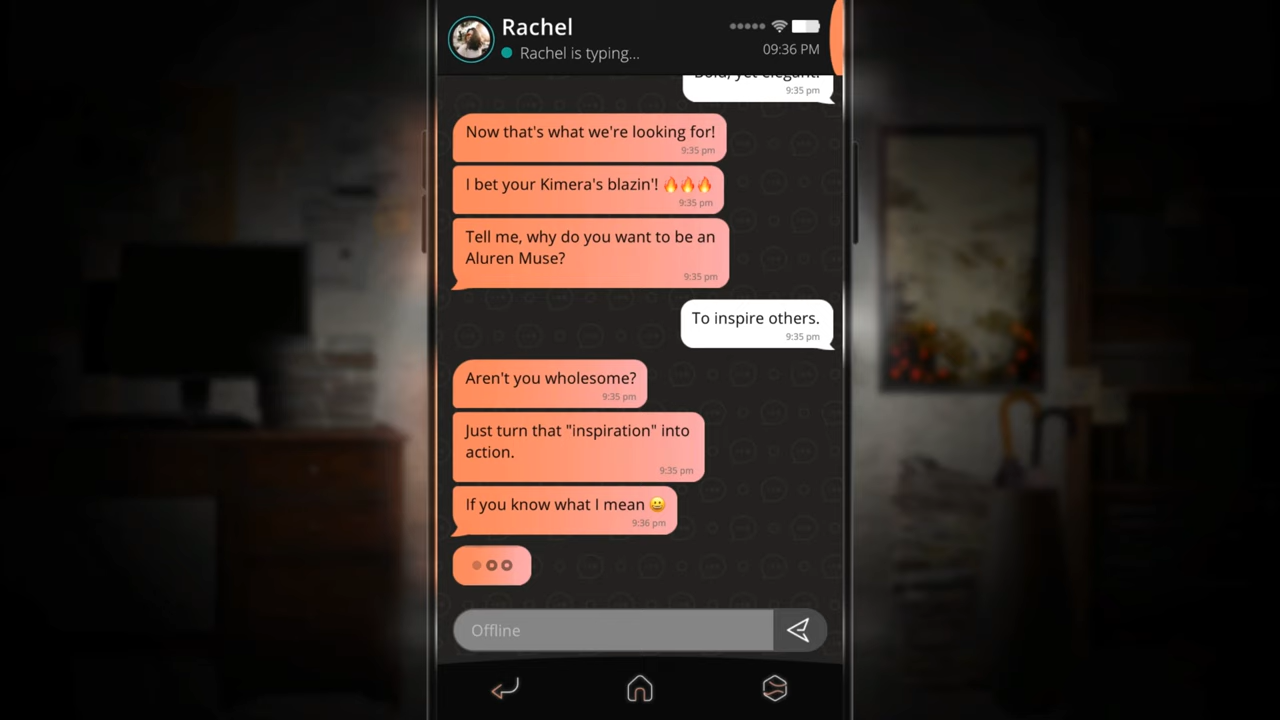 Rachel
Rachel is typing...
09:36 PM
Bold, yet elegant.
9:35 pm
Now that's what we're looking for!
9:35 pm
I bet your Kimera's blazin'! 🔥🔥🔥
9:35 pm
Tell me, why do you want to be an
Aluren Muse?
9:35 pm
To inspire others.
9:35 pm
Aren't you wholesome?
9:35 pm
Just turn that "inspiration" into
action.
9:35 pm
If you know what I mean 😀
9:36 pm
Offline